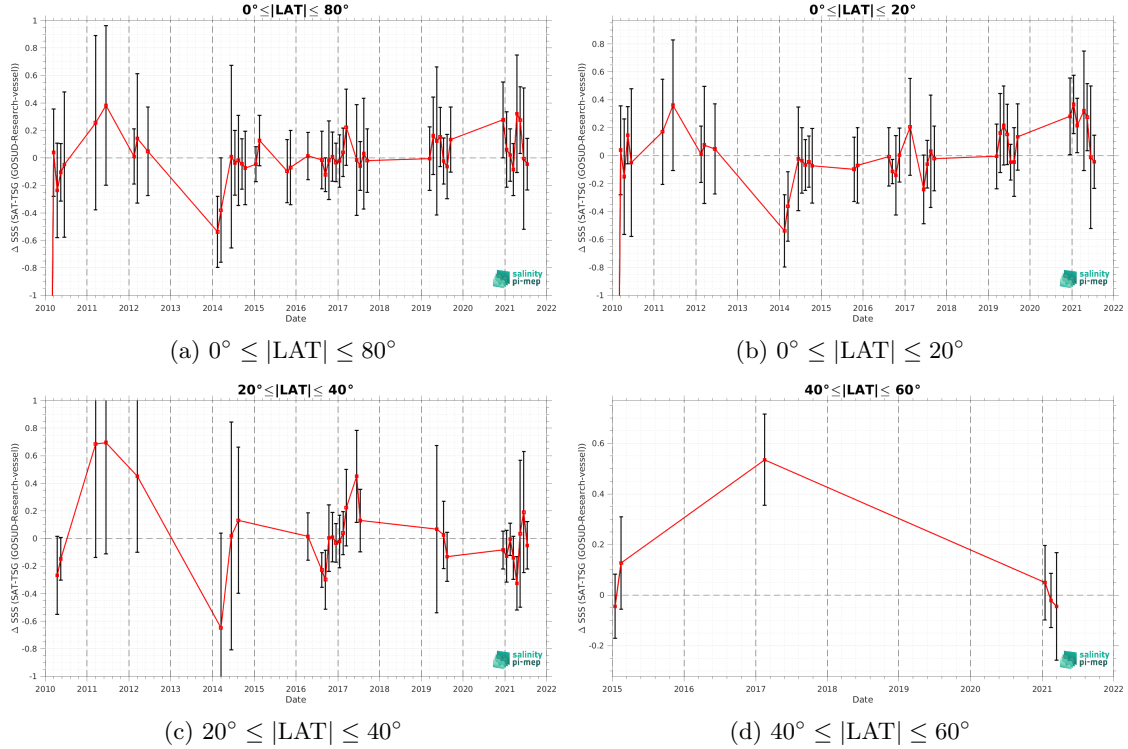 0°≤|LAT|≤ 80°
Δ SSS (SAT-TSG (GOSUD-Research-vessel))
1
0.8
0.6
0.4
0.2
0
-0.2
-0.4
-0.6
-0.8
-1
2010 2011 2012 2013 2014 2015 2016 2017 2018 2019 2020 2021 2022
Date
salinity
pi-mep
(a) 0° ≤ |LAT| ≤ 80°
0°≤|LAT|≤ 20°
Δ SSS (SAT-TSG (GOSUD-Research-vessel))
0.8
0.6
0.4
0.2
0
-0.2
-0.4
-0.6
-0.8
-1
2010 2011 2012 2013 2014 2015 2016 2017 2018 2019 2020 2021 2022
Date
salinity
pi-mep
(b) 0° ≤ |LAT| ≤ 20°
20°≤|LAT|≤ 40°
Δ SSS (SAT-TSG (GOSUD-Research-vessel))
1
0.8
0.6
0.4
0.2
0
-0.2
-0.4
-0.6
-0.8
-1
2010 2011 2012 2013 2014 2015 2016 2017 2018 2019 2020 2021 2022
Date
salinity
pi-mep
(c) 20° ≤ |LAT| ≤ 40°
40°≤|LAT|≤ 60°
Δ SSS (SAT-TSG (GOSUD-Research-vessel))
0.6
0.4
0.2
0
-0.2
2015 2016 2017 2018 2019 2020 2021 2022
Date
salinity
pi-mep
(d) 40° ≤ |LAT| ≤ 60°